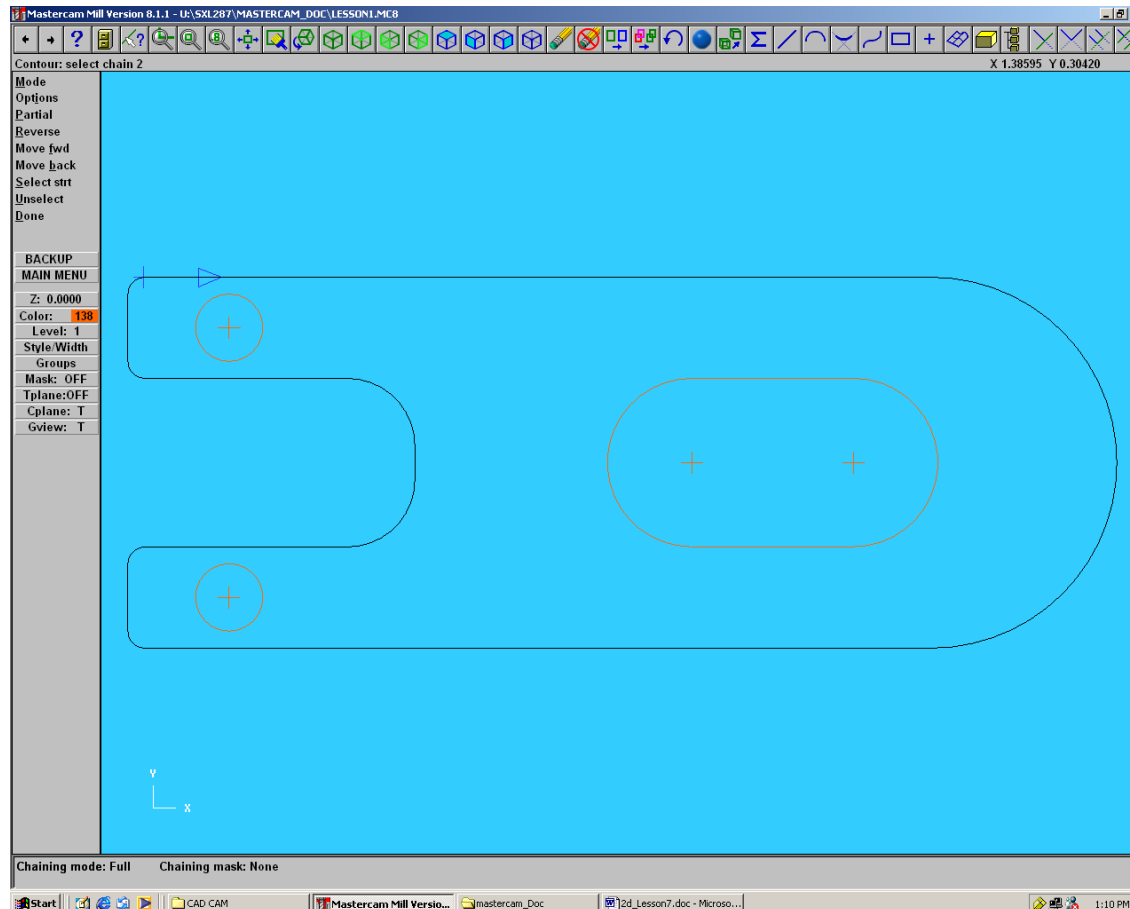 Mastercam Mill Version 8.1.1 - U:\SXL287\MASTERCAM_DOC\LESSON1.MC8
?
Contour: select chain 2 X 1.38595 Y 0.30420
Mode
Options
Partial
Reverse
Move fwd
Move back
Select strt
Unselect
Done
BACKUP
MAIN MENU
Z: 0.0000
Color: 138
Level: 1
Style/Width
Groups
Mask: OFF
Tplane:OFF
Cplane: T
Gview: T
Y
X
Chaining mode: Full Chaining mask: None
Start CAD CAM Mastercam Mill Versio... mastercam_Doc 2d_Lesson7.doc - Microso... 1:10 PM